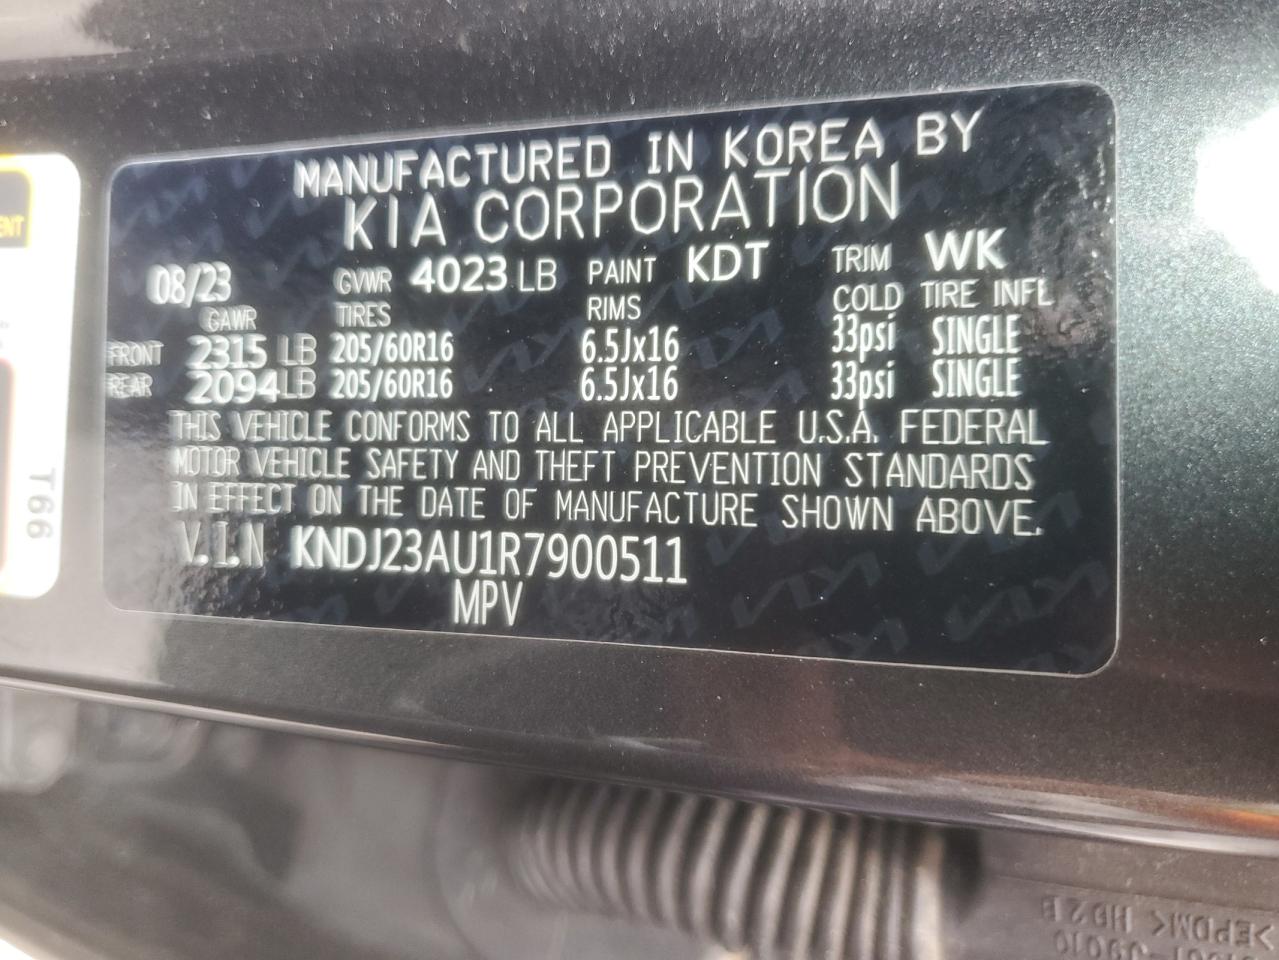 MANUFACTURED IN KOREA BY
KIA CORPORATION
08/23 GVWR 4023 LB PAINT KDT TRIM WK
GAWR TIRES RIMS COLD TIRE INFL
FRONT 2315 LB 205/60R16 6.5Jx16 33psi SINGLE
REAR 2094 LB 205/60R16 6.5Jx16 33psi SINGLE
THIS VEHICLE CONFORMS TO ALL APPLICABLE U.S.A. FEDERAL
MOTOR VEHICLE SAFETY AND THEFT PREVENTION STANDARDS
IN EFFECT ON THE DATE OF MANUFACTURE SHOWN ABOVE.
V.I.N KNDJ23AU1R7900511
MPV
T66
>EPDM< HB2B